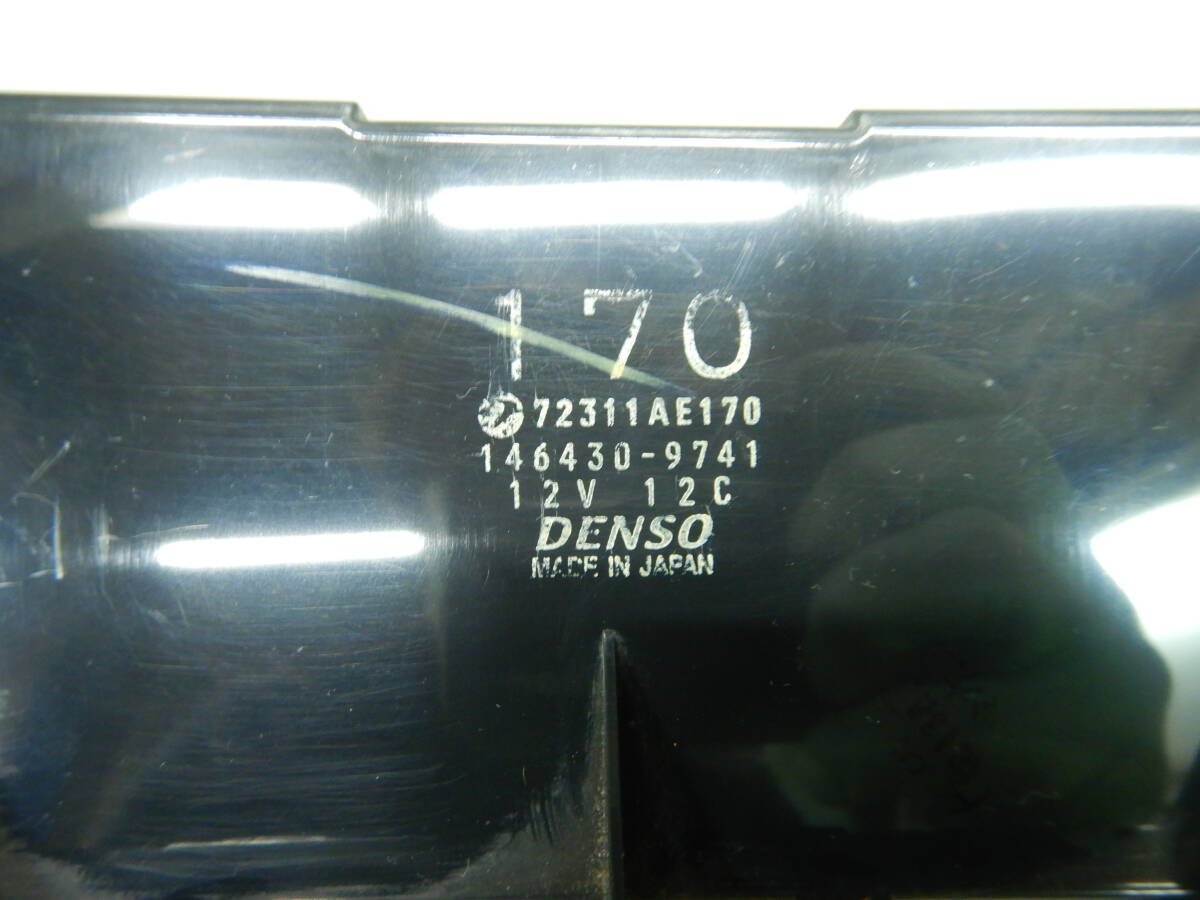 170
72311AE170
146430-9741
12V 12C
DENSO
MADE IN JAPAN